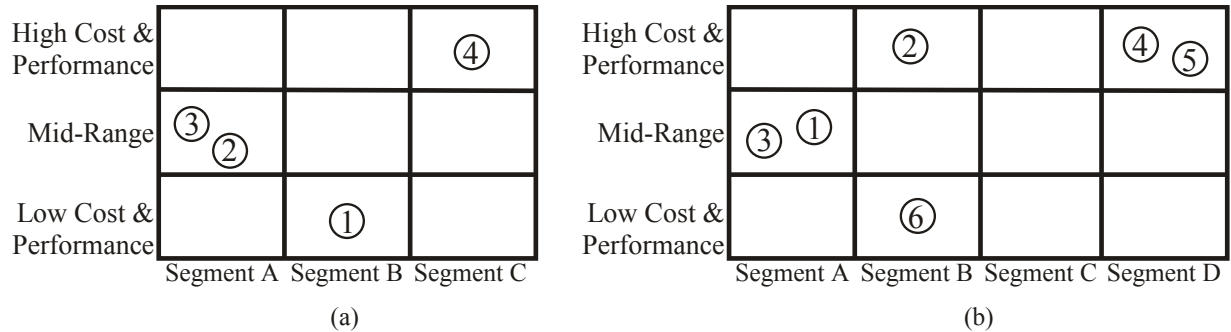 High Cost &
Performance
④
Mid-Range
③
②
Low Cost &
Performance
①
Segment A Segment B Segment C
(a)
High Cost &
Performance
②
④
⑤
Mid-Range
③
①
Low Cost &
Performance
⑥
Segment A Segment B Segment C Segment D
(b)